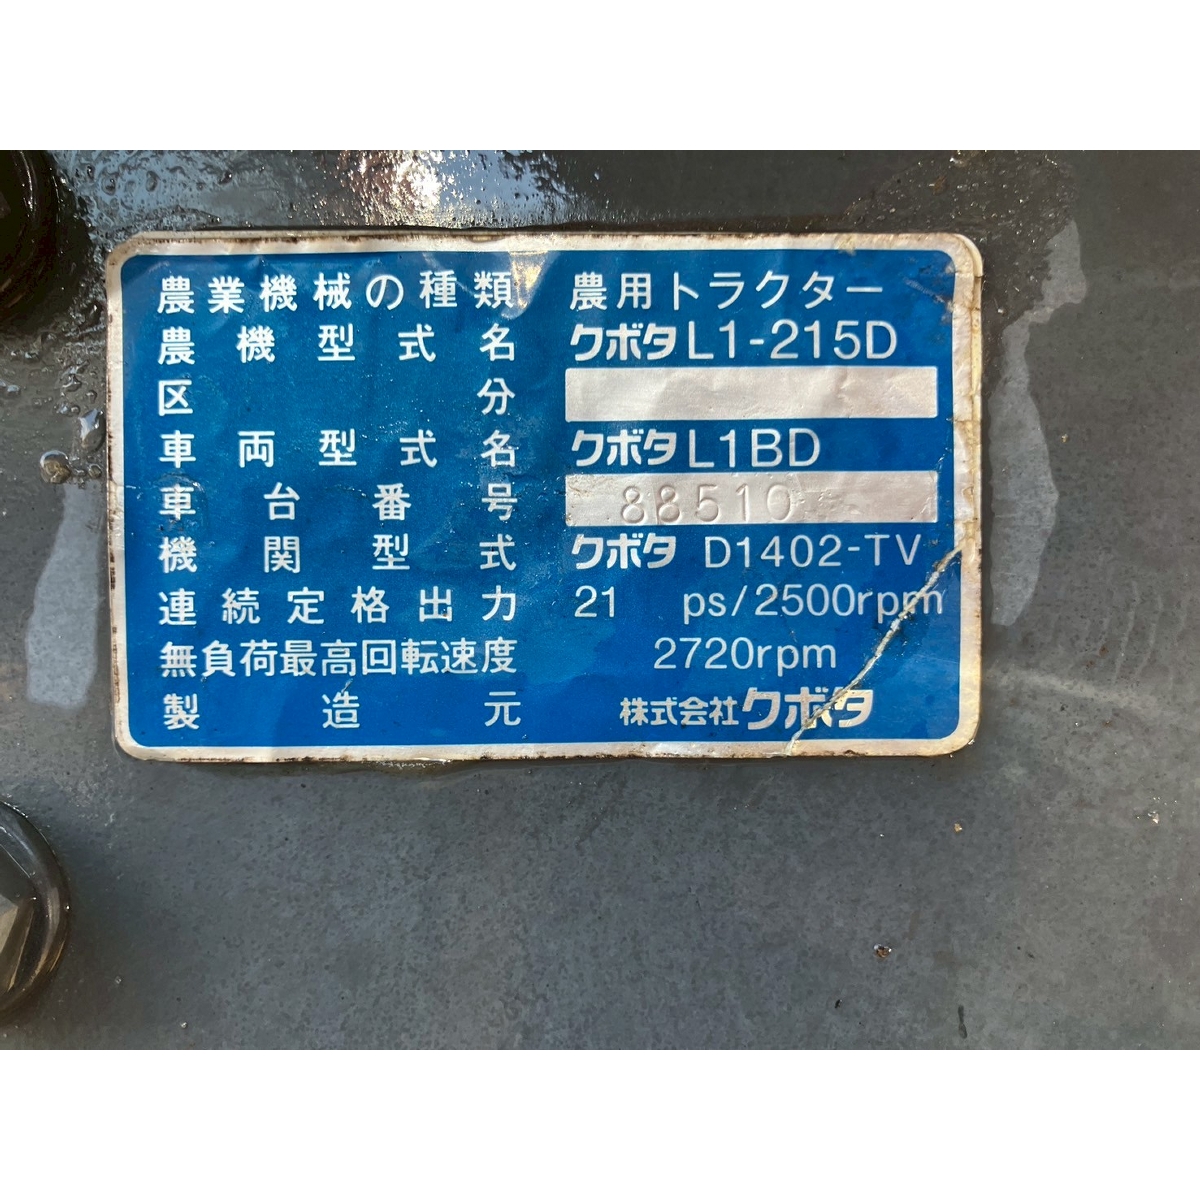 農業機械の種類 農用トラクター
農機型式名 クボタL1-215D
区分
車両型式名 クボタL1BD
車台番号 88510
機関型式 クボタ D1402-TV
連続定格出力 21 ps/2500rpm
無負荷最高回転速度 2720rpm
製造元 株式会社クボタ